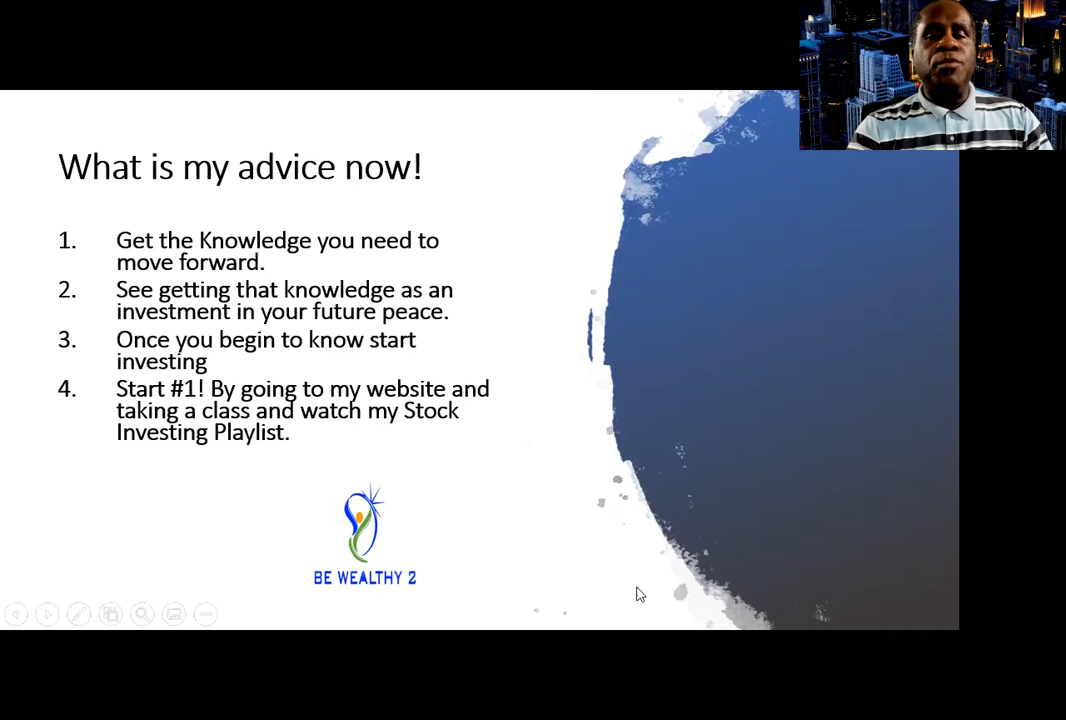 What is my advice now!
1. Get the Knowledge you need to
move forward.
2. See getting that knowledge as an
investment in your future peace.
3. Once you begin to know start
investing
4. Start #1! By going to my website and
taking a class and watch my Stock
Investing Playlist.
BE WEALTHY 2